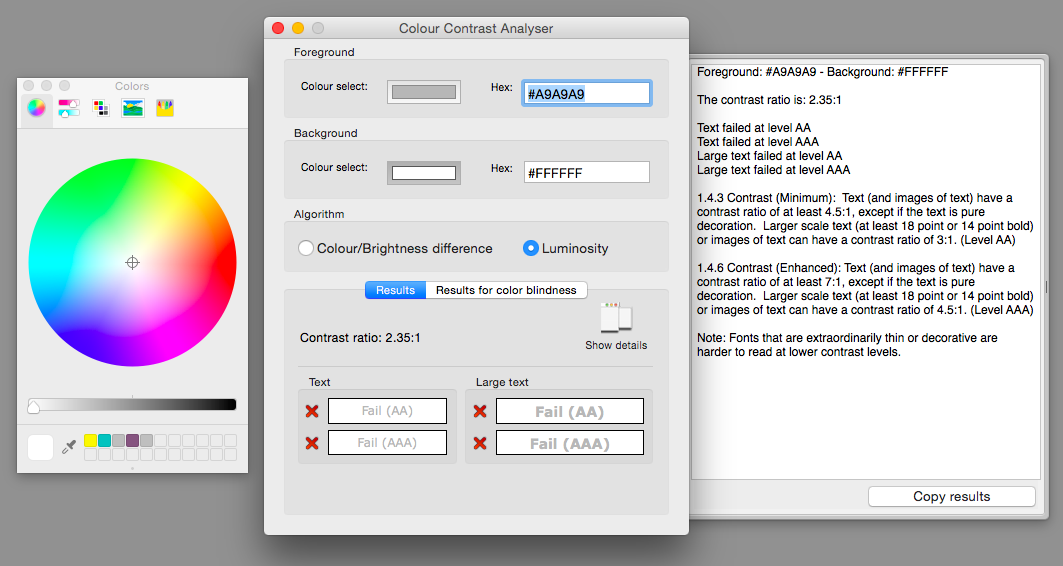 Colors
Colour Contrast Analyser
Foreground
Colour select:
Hex:
#A9A9A9
Background
Colour select:
Hex:
#FFFFFF
Algorithm
Colour/Brightness difference
Luminosity
Results
Results for color blindness
Contrast ratio: 2.35:1
Show details
Text
Large text
Fail (AA)
Fail (AA)
Fail (AAA)
Fail (AAA)
Foreground: #A9A9A9 - Background: #FFFFFF
The contrast ratio is: 2.35:1
Text failed at level AA
Text failed at level AAA
Large text failed at level AA
Large text failed at level AAA
1.4.3 Contrast (Minimum):  Text (and images of text) have a
contrast ratio of at least 4.5:1, except if the text is pure
decoration.  Larger scale text (at least 18 point or 14 point bold)
or images of text can have a contrast ratio of 3:1. (Level AA)
1.4.6 Contrast (Enhanced): Text (and images of text) have a
contrast ratio of at least 7:1, except if the text is pure
decoration.  Larger scale text (at least 18 point or 14 point bold)
or images of text can have a contrast ratio of 4.5:1. (Level AAA)
Note: Fonts that are extraordinarily thin or decorative are
harder to read at lower contrast levels.
Copy results